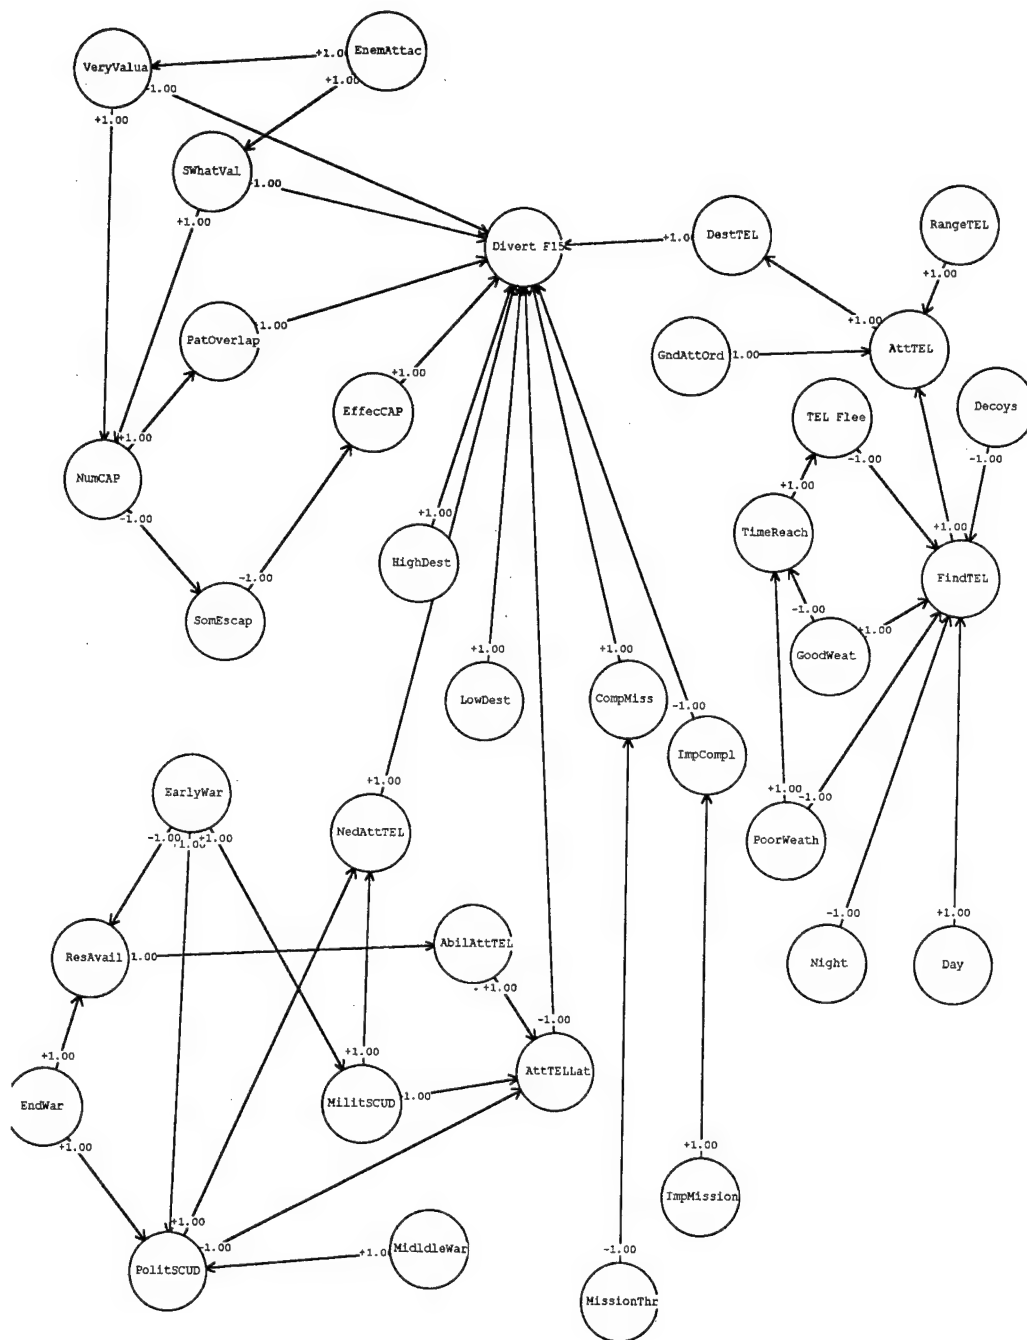 EnemAttac
+1.0
VeryValua
-1.00
+1.00
+1.00
SWhatVal
-1.00
+1.00
Divert F15
+1.0
DestTEL
RangeTEL
+1.00
PatOverlap
+1.00
+1.00
GndAttOrd
1.00
AttTEL
EffecCAP
+1.00
TEL Flee
Decoys
-1.00
-1.00
NumCAP
+1.00
-1.00
+1.00
TimeReach
+1.00
+1.00
HighDest
FindTEL
-1.00
SomEscap
-1.00
GoodWeat
+1.00
+1.00
LowDest
+1.00
CompMiss
-1.00
ImpCompl
EarlyWar
-1.00
+1.00
+1.00
+1.00
NedAttTEL
+1.00
-1.00
PoorWeath
ResAvail
1.00
AbilAttTEL
+1.00
-1.00
Night
+1.00
Day
-1.00
AttTELLat
+1.00
EndWar
+1.00
+1.00
MilitSCUD
-1.00
+1.00
ImpMission
+1.00
-1.00
PolitSCUD
+1.0
MidldleWar
-1.00
MissionThr